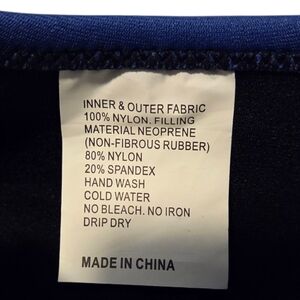 INNER & OUTER FABRIC
100% NYLON. FILLING
MATERIAL NEOPRENE
(NON-FIBROUS RUBBER)
80% NYLON
20% SPANDEX
HAND WASH
COLD WATER
NO BLEACH. NO IRON
DRIP DRY
MADE IN CHINA